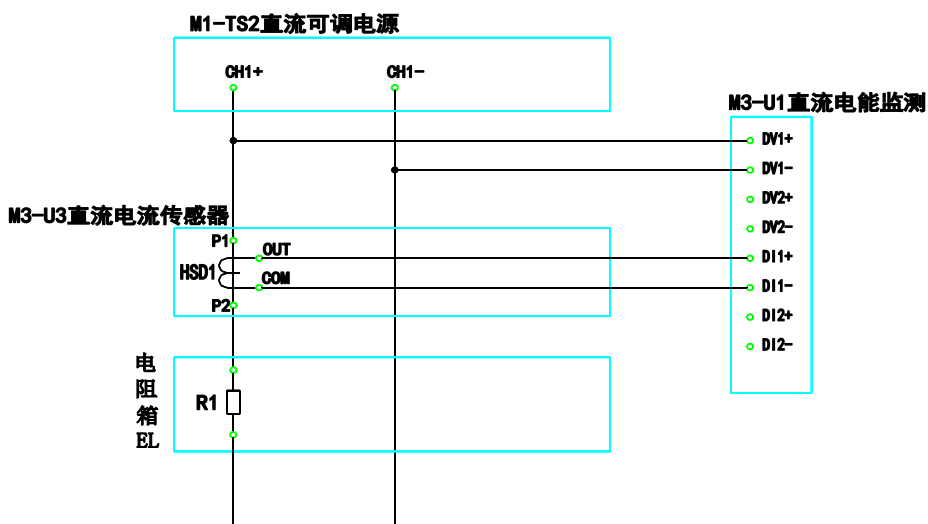 M1-TS2直流可调电源
CH1+
CH1-
M3-U1直流电能监测
DV1+
DV1-
DV2+
DV2-
DI1+
DI1-
DI2+
DI2-
M3-U3直流电流传感器
P1
OUT
HSD1
COM
P2
电
阻
箱
EL
R1